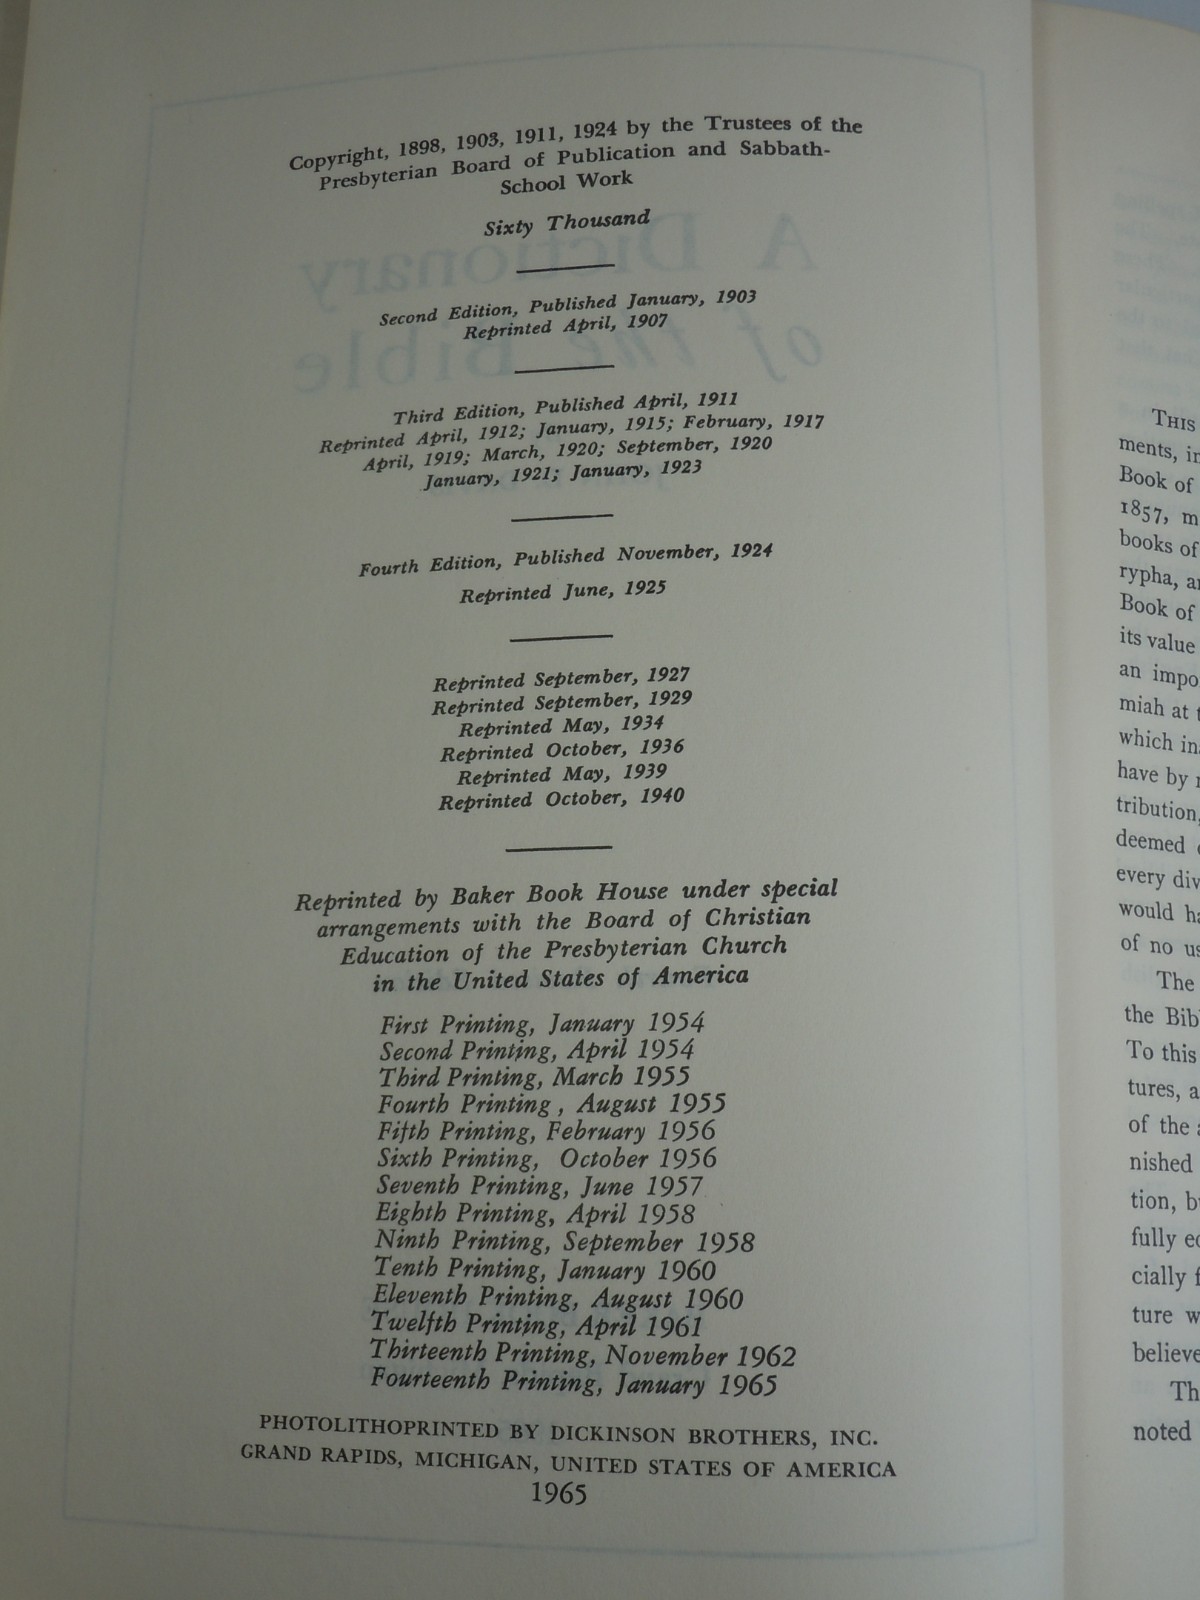 Copyright, 1898, 1903, 1911, 1924 by the Trustees of the
Presbyterian Board of Publication and Sabbath-
School Work
Sixty Thousand
Second Edition, Published January, 1903
Reprinted April, 1907
Third Edition, Published April, 1911
Reprinted April, 1912; January, 1915; February, 1917
April, 1919; March, 1920; September, 1920
January, 1921; January, 1923
Fourth Edition, Published November, 1924
Reprinted June, 1925
Reprinted September, 1927
Reprinted September, 1929
Reprinted May, 1934
Reprinted October, 1936
Reprinted May, 1939
Reprinted October, 1940
Reprinted by Baker Book House under special
arrangements with the Board of Christian
Education of the Presbyterian Church
in the United States of America
First Printing, January 1954
Second Printing, April 1954
Third Printing, March 1955
Fourth Printing , August 1955
Fifth Printing, February 1956
Sixth Printing, October 1956
Seventh Printing, June 1957
Eighth Printing, April 1958
Ninth Printing, September 1958
Tenth Printing, January 1960
Eleventh Printing, August 1960
Twelfth Printing, April 1961
Thirteenth Printing, November 1962
Fourteenth Printing, January 1965
PHOTOLITHOPRINTED BY DICKINSON BROTHERS, INC.
GRAND RAPIDS, MICHIGAN, UNITED STATES OF AMERICA
1965
A Dictionary
of the Bible
THIS
ments, in
Book of
1857, m
books of
rypha, a
Book of
its value
an impo
miah at t
which in
have by
tribution,
deemed
every div
would ha
of no us
The
the Bib
To this
tures, a
of the
nished
tion, b
fully e
cially f
ture w
believe
Th
noted